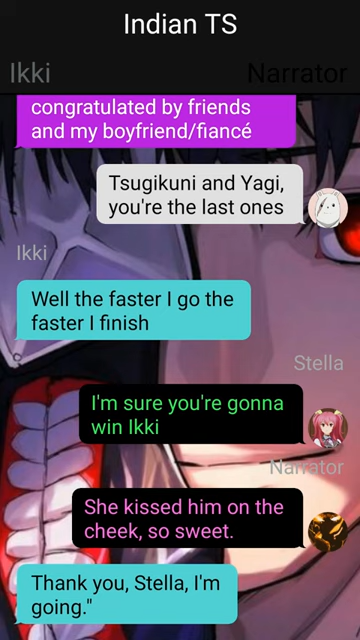 Indian TS
Ikki
Narrator
congratulated by friends
and my boyfriend/fiancé
Tsugikuni and Yagi,
you're the last ones
Ikki
Well the faster I go the
faster I finish
Stella
I'm sure you're gonna
win Ikki
Narrator
She kissed him on the
cheek, so sweet.
Thank you, Stella, I'm
going."